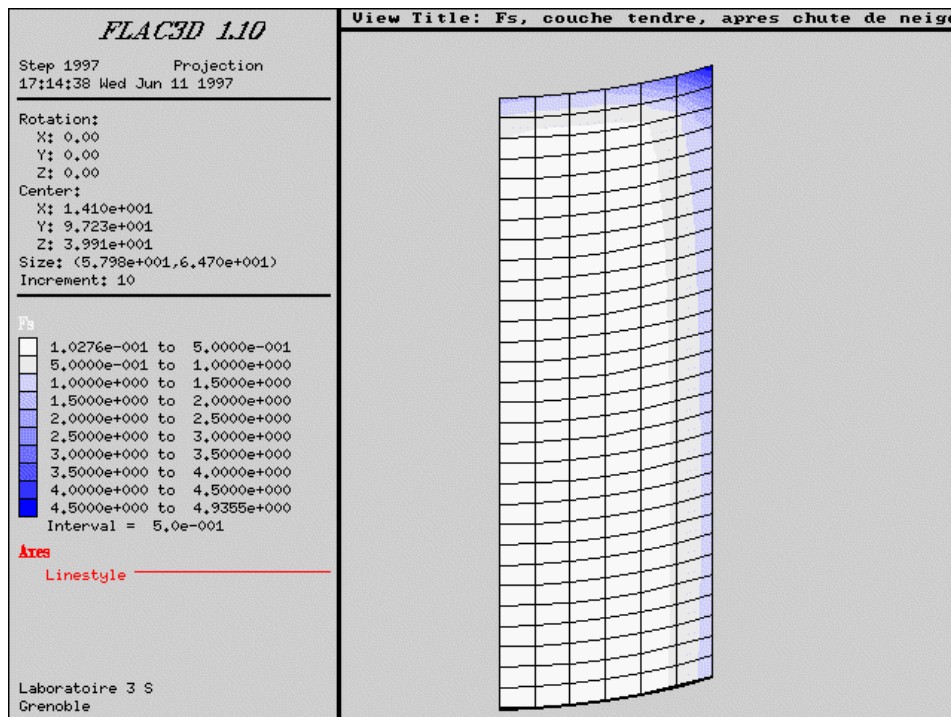 FLAC3D 1.10
Step 1997 Projection
17:14:38 Wed Jun 11 1997
Rotation:
X: 0.00
Y: 0.00
Z: 0.00
Center:
X: 1.410e+001
Y: 9.723e+001
Z: 3.991e+001
Size: (5.798e+001,6.470e+001)
Increment: 10
Fs
1.0276e-001 to 5.0000e-001
5.0000e-001 to 1.0000e+000
1.0000e+000 to 1.5000e+000
1.5000e+000 to 2.0000e+000
2.0000e+000 to 2.5000e+000
2.5000e+000 to 3.0000e+000
3.0000e+000 to 3.5000e+000
3.5000e+000 to 4.0000e+000
4.0000e+000 to 4.5000e+000
4.5000e+000 to 4.9355e+000
Interval = 5.0e-001
Axes
Linestyle
Laboratoire 3 S
Grenoble
View Title: Fs, couche tendre, apres chute de neige